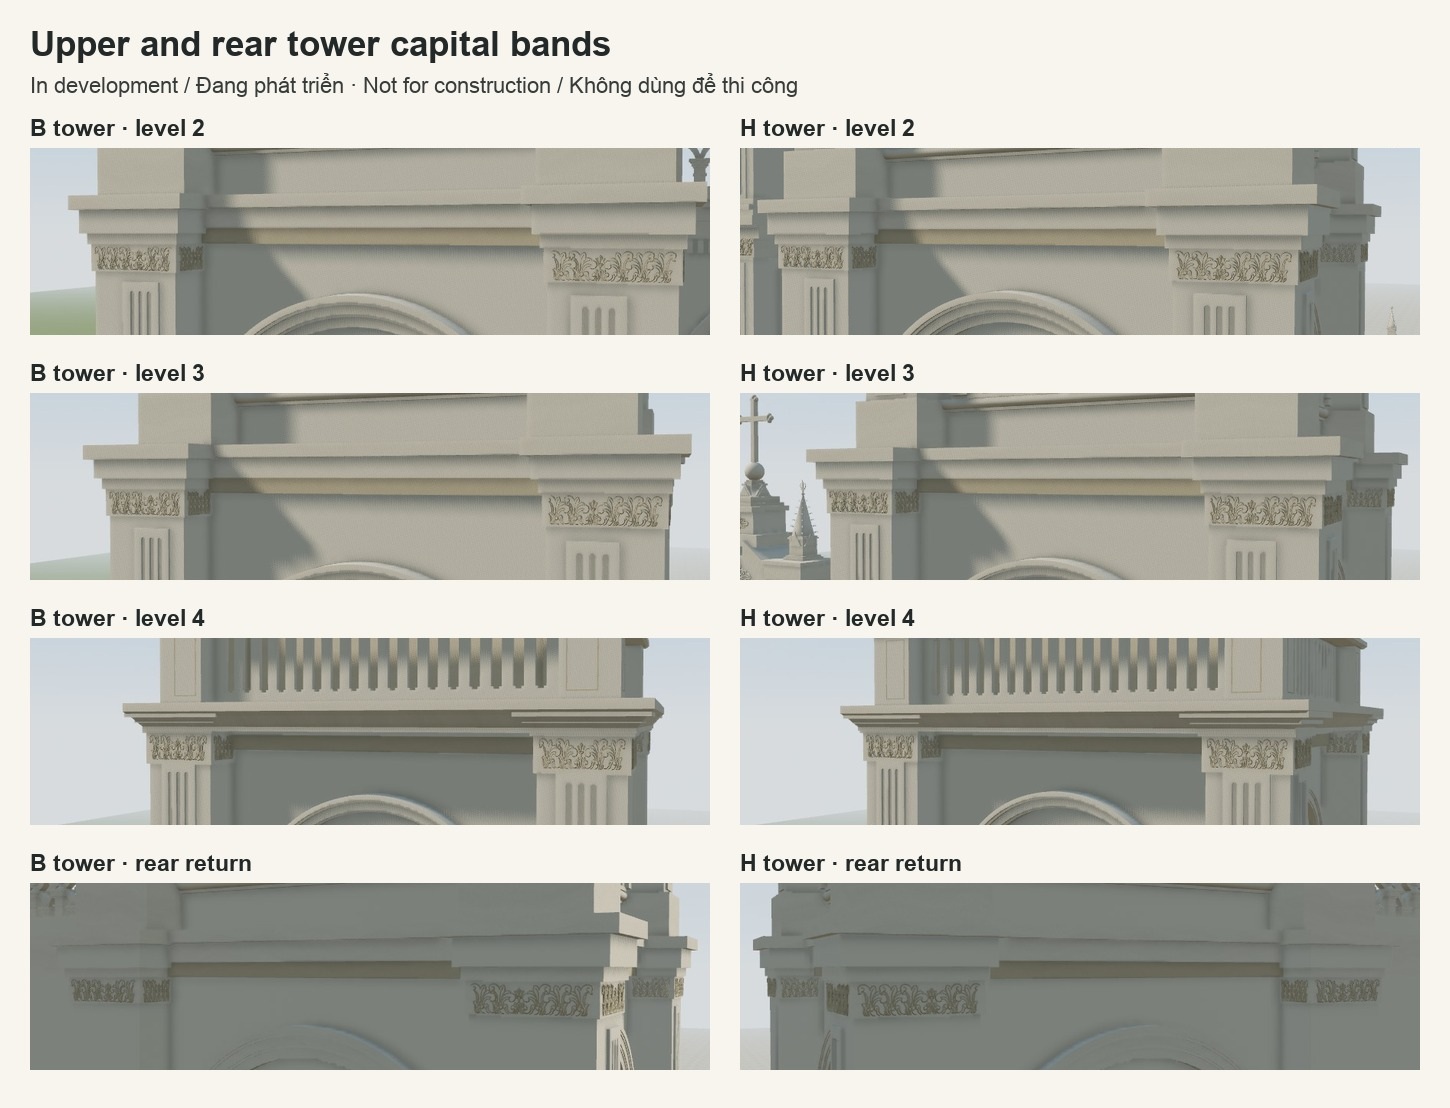 Upper and rear tower capital bands
In development / Đang phát triển · Not for construction / Không dùng để thi công
B tower · level 2
H tower · level 2
B tower · level 3
H tower · level 3
B tower · level 4
H tower · level 4
B tower · rear return
H tower · rear return